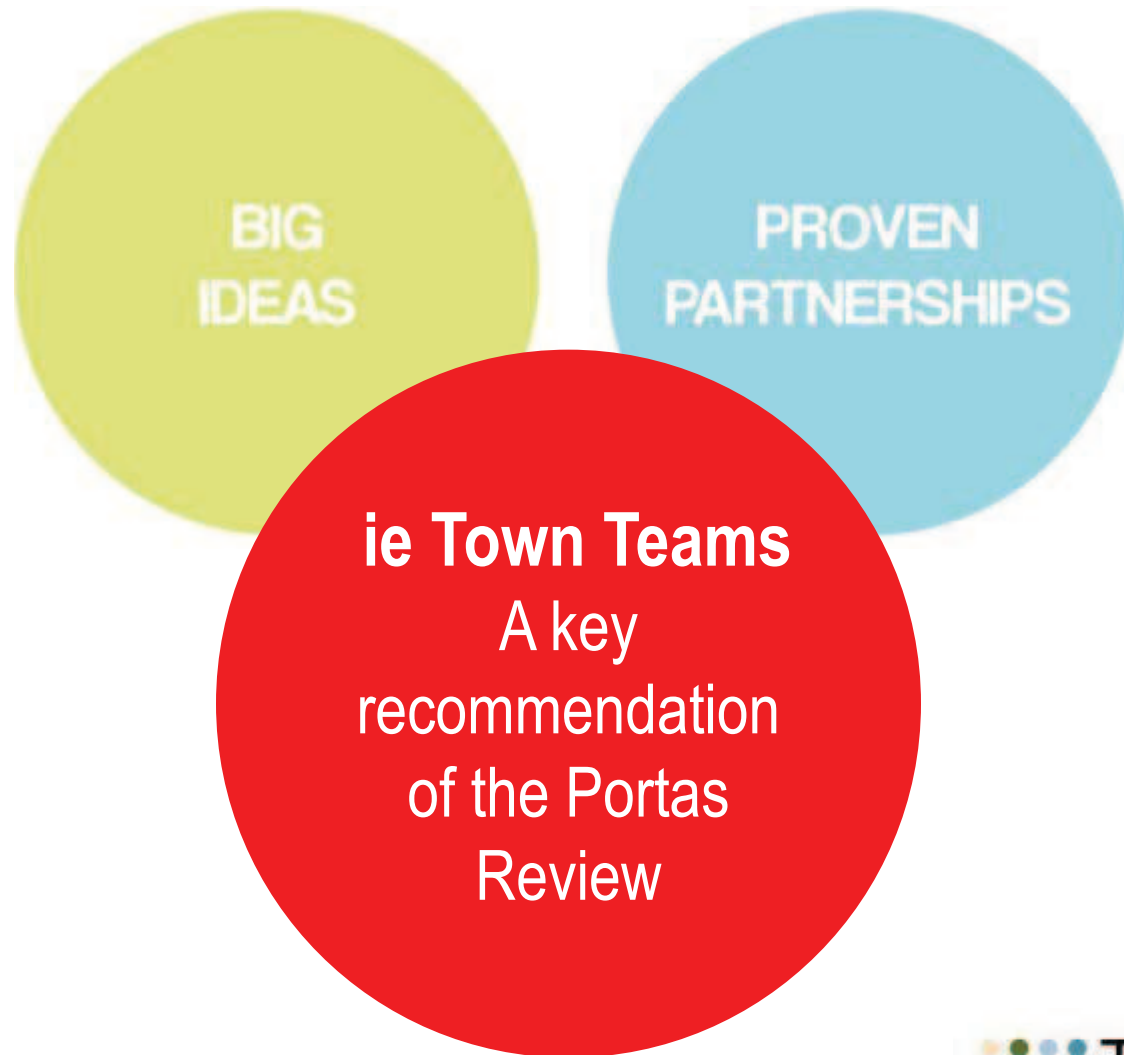 BIG
IDEAS
PROVEN
PARTNERSHIPS
ie Town Teams
A key
recommendation
of the Portas
Review